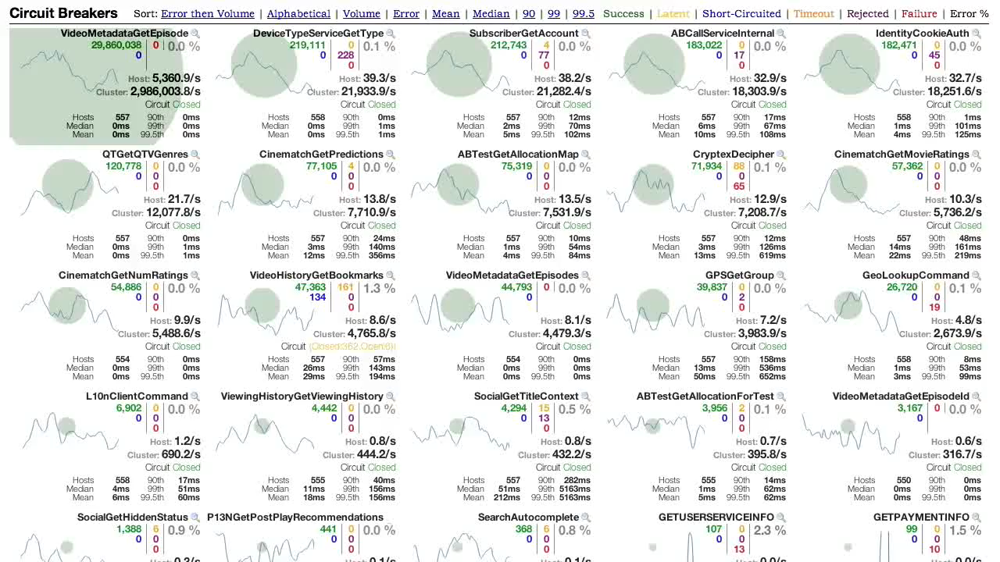 Circuit Breakers Sort: Error then Volume | Alphabetical | Volume | Error | Mean | Median | 90 | 99 | 99.5 Success | Latent | Short-Circuited | Timeout | Rejected | Failure | Error %
VideoMetadataGetEpisode
29,860,038 0 0.0 %
0
Host: 5,360.9/s
Cluster: 2,986,003.8/s
Circuit Closed
Hosts 557 90th 0ms
Median 0ms 99th 0ms
Mean 0ms 99.5th 0ms
DeviceTypeServiceGetType
219,111 0 0.1 %
0 228
0
Host: 39.3/s
Cluster: 21,933.9/s
Circuit Closed
Hosts 558 90th 0ms
Median 0ms 99th 1ms
Mean 0ms 99.5th 1ms
SubscriberGetAccount
212,743 4 0.0 %
0 77
0
Host: 38.2/s
Cluster: 21,282.4/s
Circuit Closed
Hosts 557 90th 12ms
Median 2ms 99th 70ms
Mean 5ms 99.5th 102ms
ABCallServiceInternal
183,022 0 0.0 %
0 17
0
Host: 32.9/s
Cluster: 18,303.9/s
Circuit Closed
Hosts 557 90th 17ms
Median 6ms 99th 67ms
Mean 10ms 99.5th 108ms
IdentityCookieAuth
182,471 0 0.0 %
0 45
0
Host: 32.7/s
Cluster: 18,251.6/s
Circuit Closed
Hosts 558 90th 1ms
Median 1ms 99th 101ms
Mean 4ms 99.5th 125ms
QTGetQTVGenres
120,778 0 0.0 %
0 0
0
Host: 21.7/s
Cluster: 12,077.8/s
Circuit Closed
Hosts 557 90th 0ms
Median 0ms 99th 1ms
Mean 0ms 99.5th 1ms
CinematchGetPredictions
77,105 4 0.0 %
0 0
0
Host: 13.8/s
Cluster: 7,710.9/s
Circuit Closed
Hosts 557 90th 24ms
Median 3ms 99th 140ms
Mean 12ms 99.5th 356ms
ABTestGetAllocationMap
75,319 0 0.0 %
0 0
0
Host: 13.5/s
Cluster: 7,531.9/s
Circuit Closed
Hosts 557 90th 10ms
Median 1ms 99th 54ms
Mean 4ms 99.5th 84ms
CryptexDecipher
71,934 88 0.1 %
0 0
65
Host: 12.9/s
Cluster: 7,208.7/s
Circuit Closed
Hosts 557 90th 12ms
Median 3ms 99th 126ms
Mean 13ms 99.5th 619ms
CinematchGetMovieRatings
57,362 0 0.0 %
0 0
0
Host: 10.3/s
Cluster: 5,736.2/s
Circuit Closed
Hosts 557 90th 48ms
Median 14ms 99th 161ms
Mean 22ms 99.5th 219ms
CinematchGetNumRatings
54,886 0 0.0 %
0 0
0
Host: 9.9/s
Cluster: 5,488.6/s
Circuit Closed
Hosts 554 90th 0ms
Median 0ms 99th 0ms
Mean 0ms 99.5th 0ms
VideoHistoryGetBookmarks
47,363 161 1.3 %
134 0
0
Host: 8.6/s
Cluster: 4,765.8/s
Circuit (Closed:362,Open:6)
Hosts 557 90th 57ms
Median 26ms 99th 143ms
Mean 29ms 99.5th 194ms
VideoMetadataGetEpisodes
44,793 0 0.0 %
0
Host: 8.1/s
Cluster: 4,479.3/s
Circuit Closed
Hosts 554 90th 0ms
Median 0ms 99th 0ms
Mean 0ms 99.5th 0ms
GPSGetGroup
39,837 0 0.0 %
0 2
0
Host: 7.2/s
Cluster: 3,983.9/s
Circuit Closed
Hosts 557 90th 158ms
Median 13ms 99th 536ms
Mean 50ms 99.5th 652ms
GeoLookupCommand
26,720 0 0.1 %
0 0
19
Host: 4.8/s
Cluster: 2,673.9/s
Circuit Closed
Hosts 558 90th 8ms
Median 1ms 99th 53ms
Mean 3ms 99.5th 99ms
L10nClientCommand
6,902 0 0.0 %
0 0
0
Host: 1.2/s
Cluster: 690.2/s
Circuit Closed
Hosts 558 90th 17ms
Median 4ms 99th 51ms
Mean 6ms 99.5th 60ms
ViewingHistoryGetViewingHistory
4,442 0 0.0 %
0 0
0
Host: 0.8/s
Cluster: 444.2/s
Circuit Closed
Hosts 555 90th 40ms
Median 11ms 99th 156ms
Mean 18ms 99.5th 156ms
SocialGetTitleContext
4,294 15 0.5 %
0 13
0
Host: 0.8/s
Cluster: 432.2/s
Circuit Closed
Hosts 557 90th 282ms
Median 51ms 99th 5163ms
Mean 212ms 99.5th 5163ms
ABTestGetAllocationForTest
3,956 2 0.1 %
0 0
0
Host: 0.7/s
Cluster: 395.8/s
Circuit Closed
Hosts 555 90th 14ms
Median 1ms 99th 62ms
Mean 5ms 99.5th 62ms
VideoMetadataGetEpisodeId
3,167 0 0.0 %
0
Host: 0.6/s
Cluster: 316.7/s
Circuit Closed
Hosts 550 90th 0ms
Median 0ms 99th 0ms
Mean 0ms 99.5th 0ms
SocialGetHiddenStatus
1,388 6 0.9 %
0 0
0
P13NGetPostPlayRecommendations
441 0 0.0 %
0 0
0
SearchAutocomplete
368 6 0.8 %
0 0
0
GETUSERSERVICEINFO
107 0 2.3 %
0 0
13
GETPAYMENTINFO
99 0 1.5 %
0 0
10